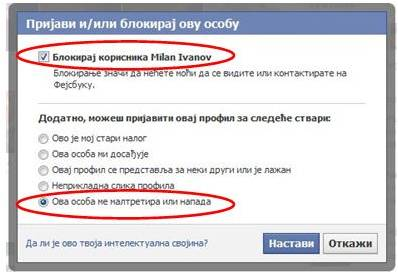 Пријави и/или блокирај ову особу
Блокирај корисника Milan Ivanov
Блокирање значи да нећете моћи да се видите или контактирате на
Фејсбуку.
Додатно, можеш пријавити овај профил за следеће ствари:
Ово је мој стари налог
Ова особа ми досађује
Овај профил се представља за неки други или је лажан
Неприкладна слика профила
Ова особа ме малтретира или напада
Да ли је ово твоја интелектуална својина?
Настави
Откажи